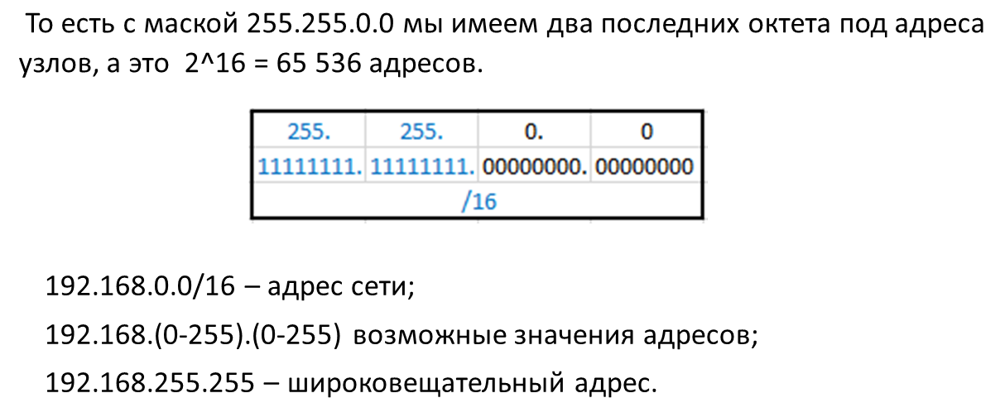 То есть с маской 255.255.0.0 мы имеем два последних октета под адреса
узлов, а это 2^16 = 65 536 адресов.
255. 255. 0. 0
11111111. 11111111. 00000000. 00000000
/16
192.168.0.0/16 – адрес сети;
192.168.(0-255).(0-255) возможные значения адресов;
192.168.255.255 – широковещательный адрес.